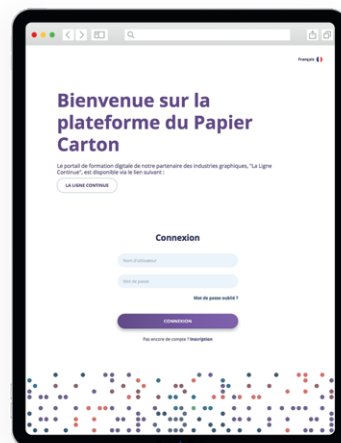 Français
Bienvenue sur la
plateforme du Papier
Carton
Le portail de formation digitale de notre partenaire des industries graphiques, "La Ligne
Continue", est disponible via le lien suivant :
LA LIGNE CONTINUE
Connexion
Nom d'utilisateur
Mot de passe
Mot de passe oublié ?
CONNEXION
Pas encore de compte ? Inscription